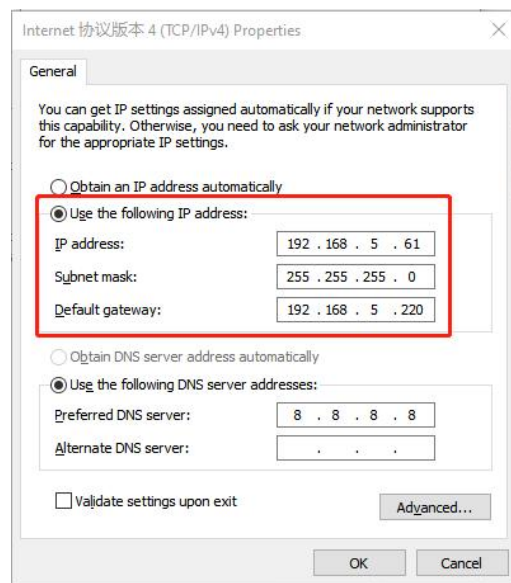 Internet 协议版本 4 (TCP/IPv4) Properties
General
You can get IP settings assigned automatically if your network supports
this capability. Otherwise, you need to ask your network administrator
for the appropriate IP settings.
Obtain an IP address automatically
Use the following IP address:
IP address: 192 . 168 . 5 . 61
Subnet mask: 255 . 255 . 255 . 0
Default gateway: 192 . 168 . 5 . 220
Obtain DNS server address automatically
Use the following DNS server addresses:
Preferred DNS server: 8 . 8 . 8 . 8
Alternate DNS server: . . .
Validate settings upon exit
Advanced...
OK Cancel